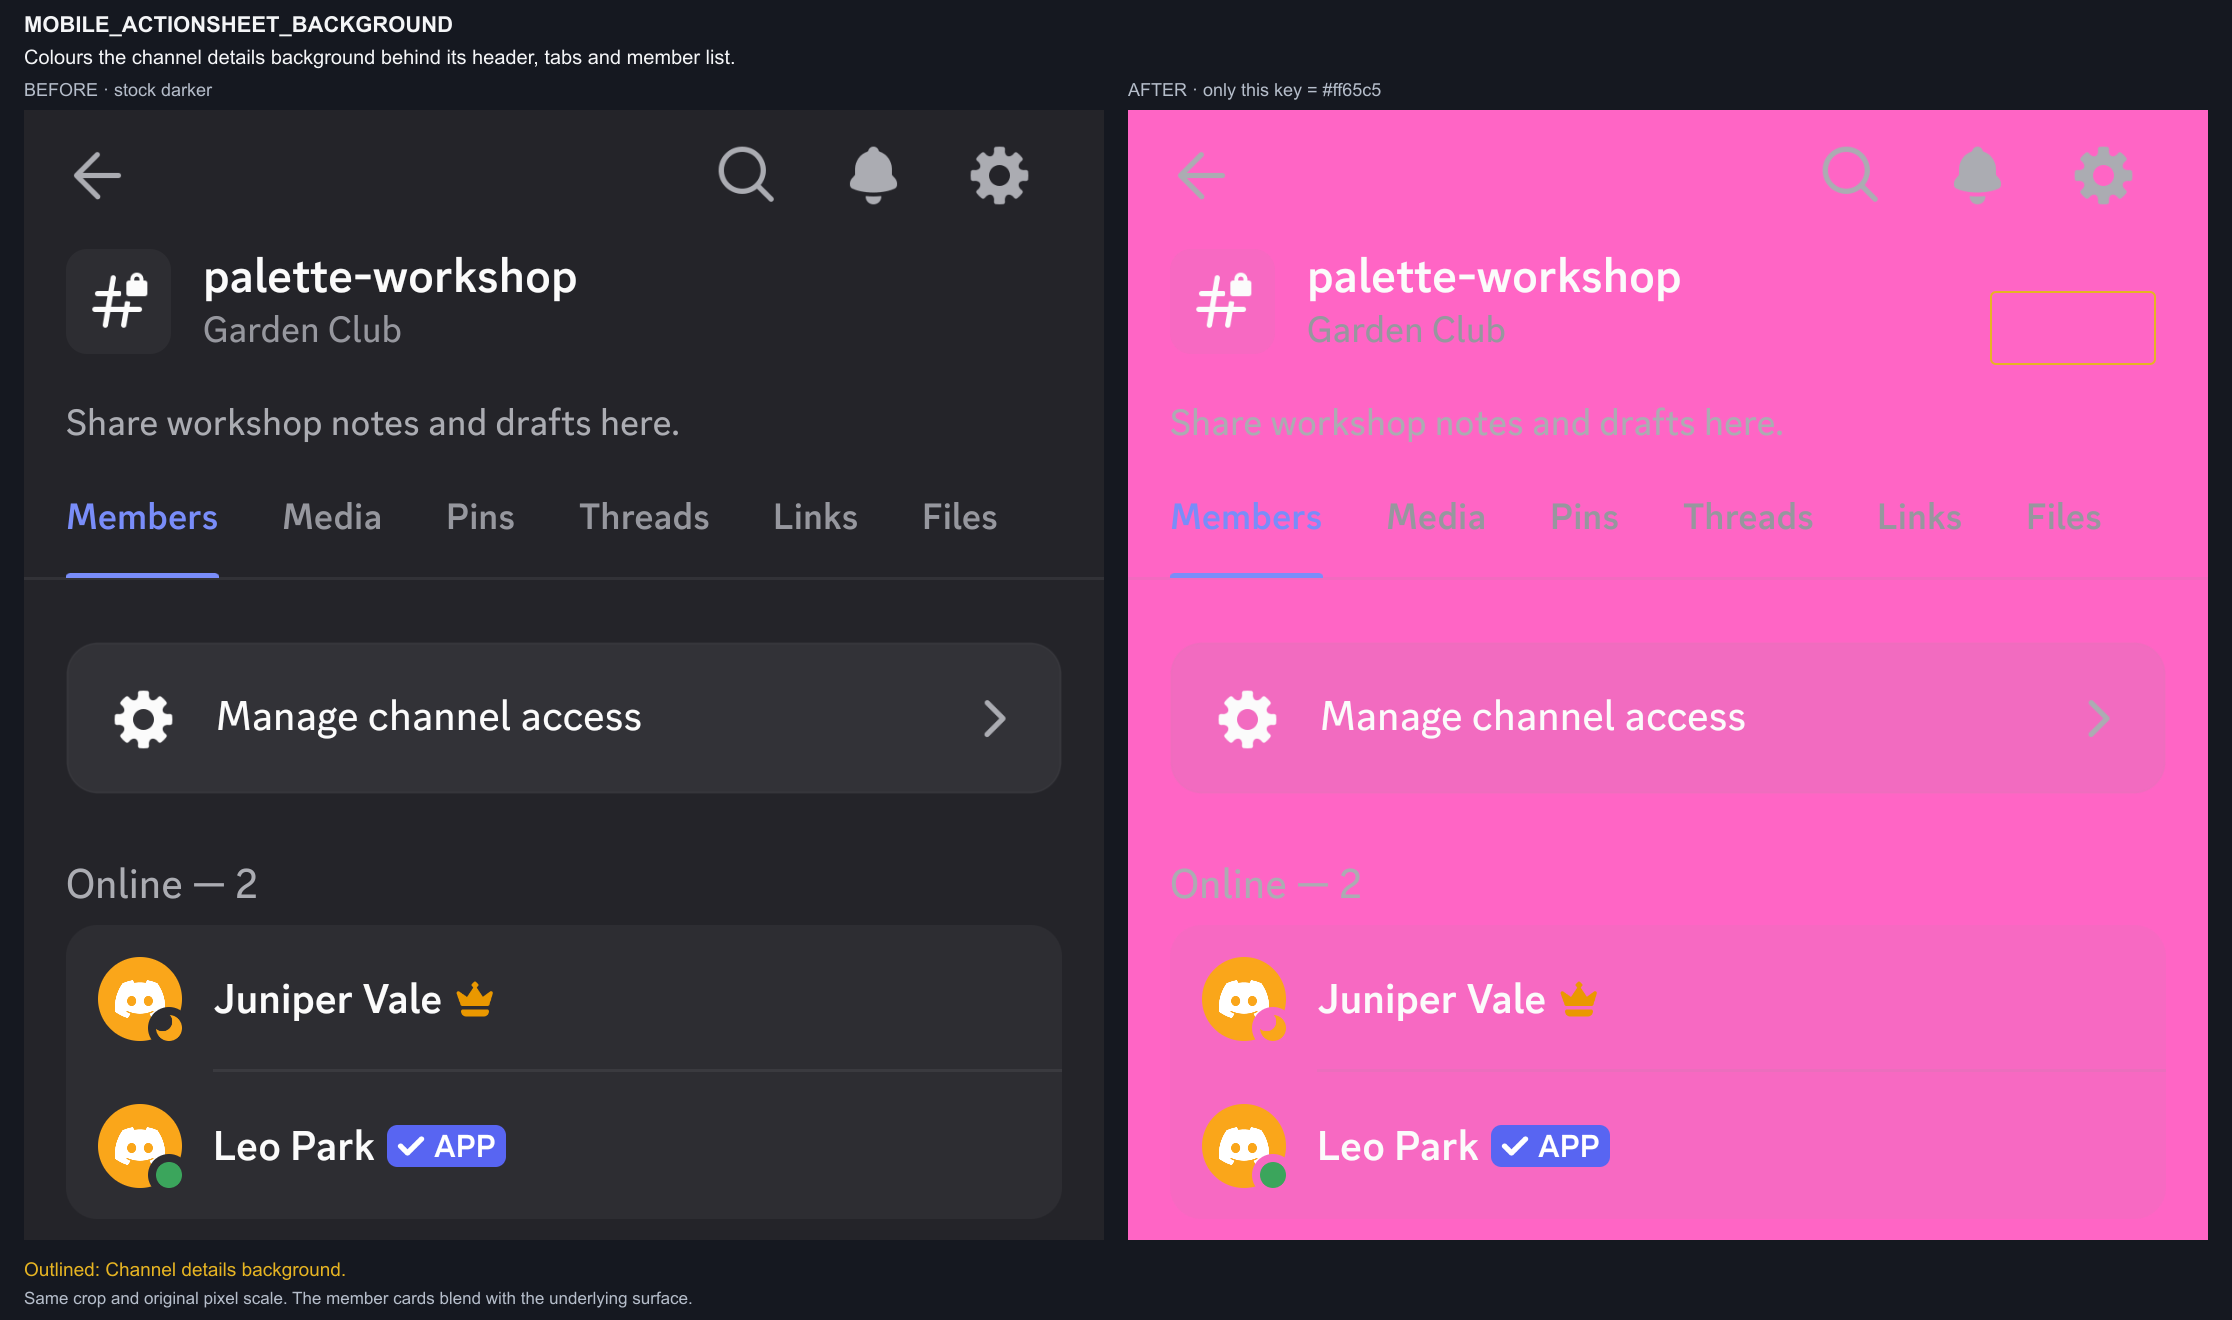 MOBILE_ACTIONSHEET_BACKGROUND
Colours the channel details background behind its header, tabs and member list.
BEFORE · stock darker
AFTER · only this key = #ff65c5
palette-workshop
Garden Club
Share workshop notes and drafts here.
Members Media Pins Threads Links Files
Manage channel access
Online — 2
Juniper Vale
Leo Park APP
palette-workshop
Garden Club
Share workshop notes and drafts here.
Members Media Pins Threads Links Files
Manage channel access
Online — 2
Juniper Vale
Leo Park APP
Outlined: Channel details background.
Same crop and original pixel scale. The member cards blend with the underlying surface.